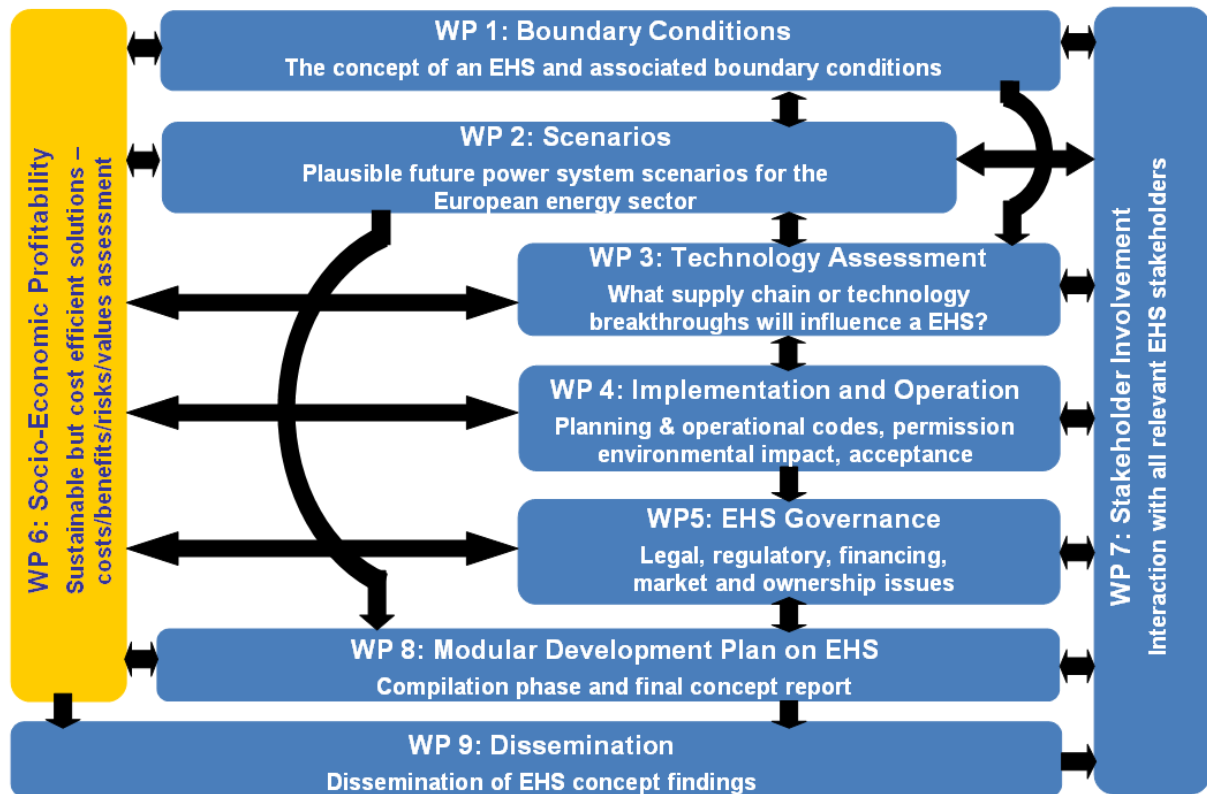 WP 1: Boundary Conditions
The concept of an EHS and associated boundary conditions
WP 2: Scenarios
Plausible future power system scenarios for the
European energy sector
WP 3: Technology Assessment
What supply chain or technology
breakthroughs will influence a EHS?
WP 4: Implementation and Operation
Planning & operational codes, permission
environmental impact, acceptance
WP5: EHS Governance
Legal, regulatory, financing,
market and ownership issues
WP 8: Modular Development Plan on EHS
Compilation phase and final concept report
WP 9: Dissemination
Dissemination of EHS concept findings
WP 6: Socio-Economic Profitability
Sustainable but cost efficient solutions –
costs/benefits/risks/values assessment
WP 7: Stakeholder Involvement
Interaction with all relevant EHS stakeholders